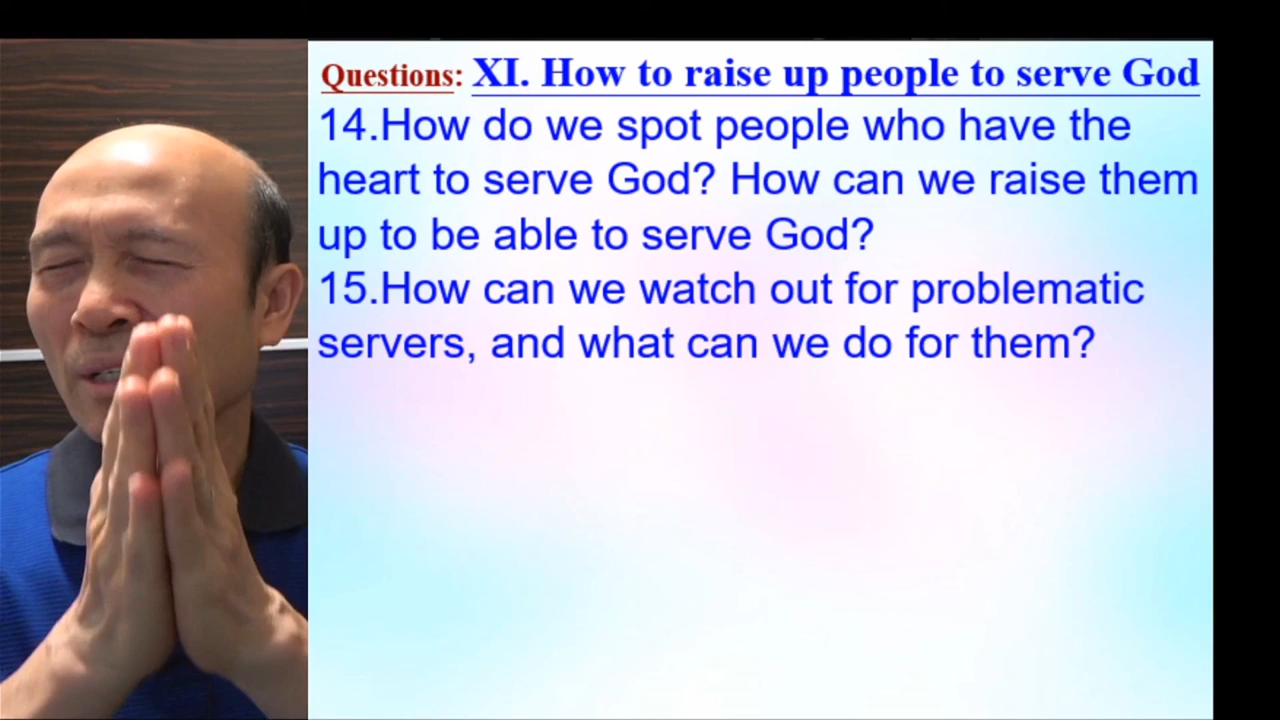 Questions: XI. How to raise up people to serve God
14.How do we spot people who have the
heart to serve God? How can we raise them
up to be able to serve God?
15.How can we watch out for problematic
servers, and what can we do for them?